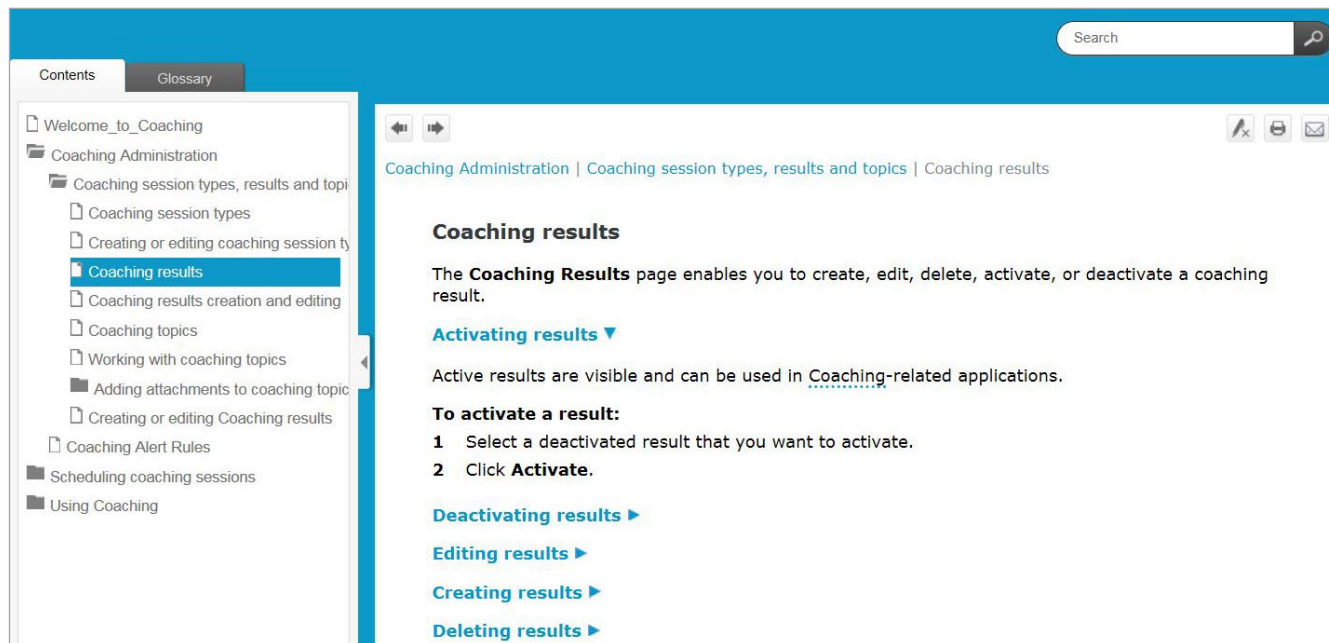 Search
Contents
Glossary
Welcome_to_Coaching
Coaching Administration
Coaching session types, results and topi
Coaching session types
Creating or editing coaching session ty
Coaching results
Coaching results creation and editing
Coaching topics
Working with coaching topics
Adding attachments to coaching topic
Creating or editing Coaching results
Coaching Alert Rules
Scheduling coaching sessions
Using Coaching
Coaching Administration | Coaching session types, results and topics | Coaching results
Coaching results
The Coaching Results page enables you to create, edit, delete, activate, or deactivate a coaching
result.
Activating results
Active results are visible and can be used in Coaching-related applications.
To activate a result:
1 Select a deactivated result that you want to activate.
2 Click Activate.
Deactivating results
Editing results
Creating results
Deleting results